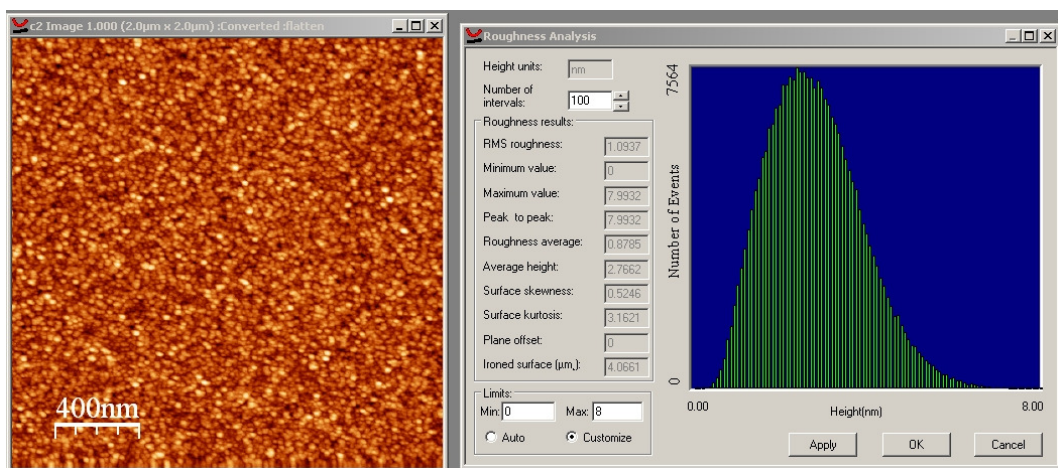 c2 Image 1.000 (2.0µm x 2.0µm) :Converted :flatten
400nm
Roughness Analysis
Height units: nm
Number of
intervals: 100
Roughness results:
RMS roughness: 1.0937
Minimum value: 0
Maximum value: 7.9932
Peak to peak: 7.9932
Roughness average: 0.8785
Average height: 2.7662
Surface skewness: 0.5246
Surface kurtosis: 3.1621
Plane offset: 0
Ironed surface (µm,): 4.0661
Limits:
Min: 0 Max: 8
Auto Customize
7564
Number of Events
0
0.00 Height(nm) 8.00
Apply OK Cancel